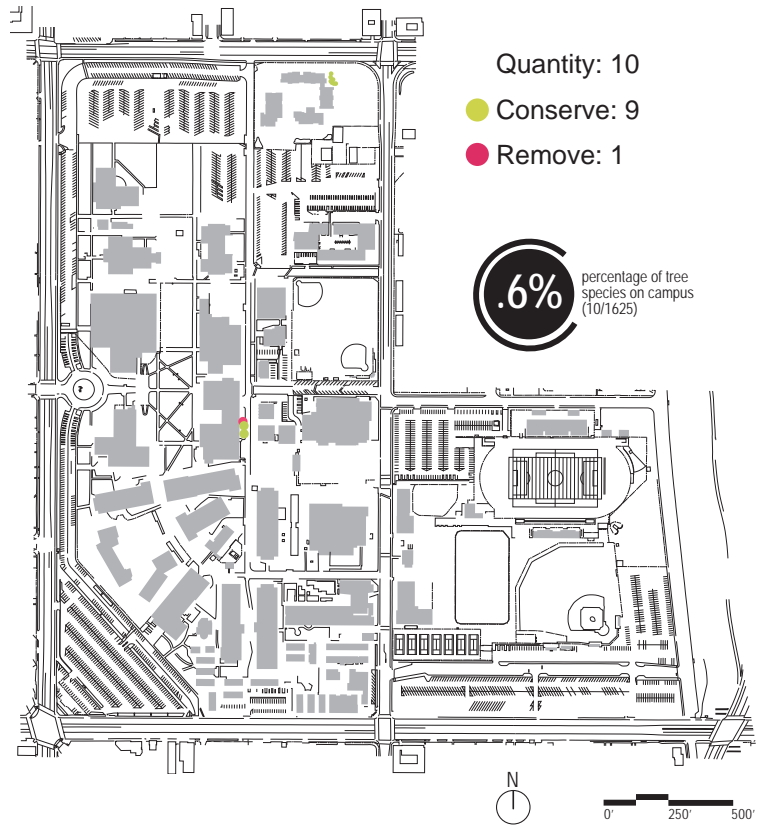 Quantity: 10
Conserve: 9
Remove: 1
.6%
percentage of tree
species on campus
(10/1625)
N
0' 250' 500'